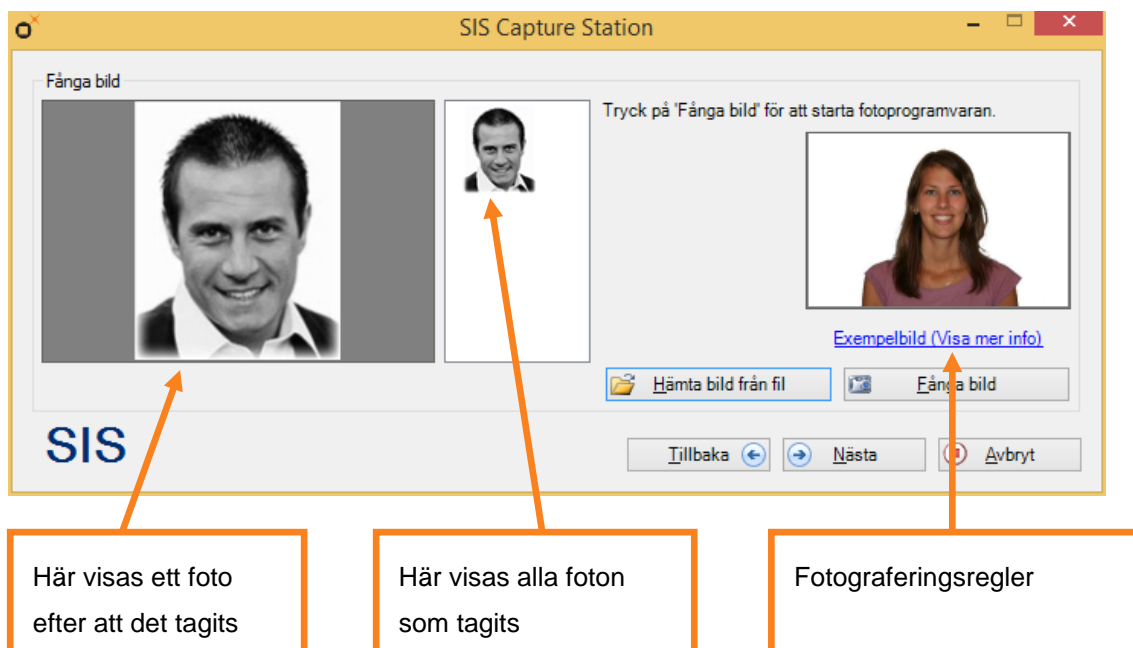 SIS Capture Station
Fånga bild
Tryck på 'Fånga bild' för att starta fotoprogramvaran.
Exempelbild (Visa mer info)
Hämta bild från fil
Fånga bild
SIS
Tillbaka
Nästa
Avbryt
Här visas ett foto
efter att det tagits
Här visas alla foton
som tagits
Fotograferingsregler